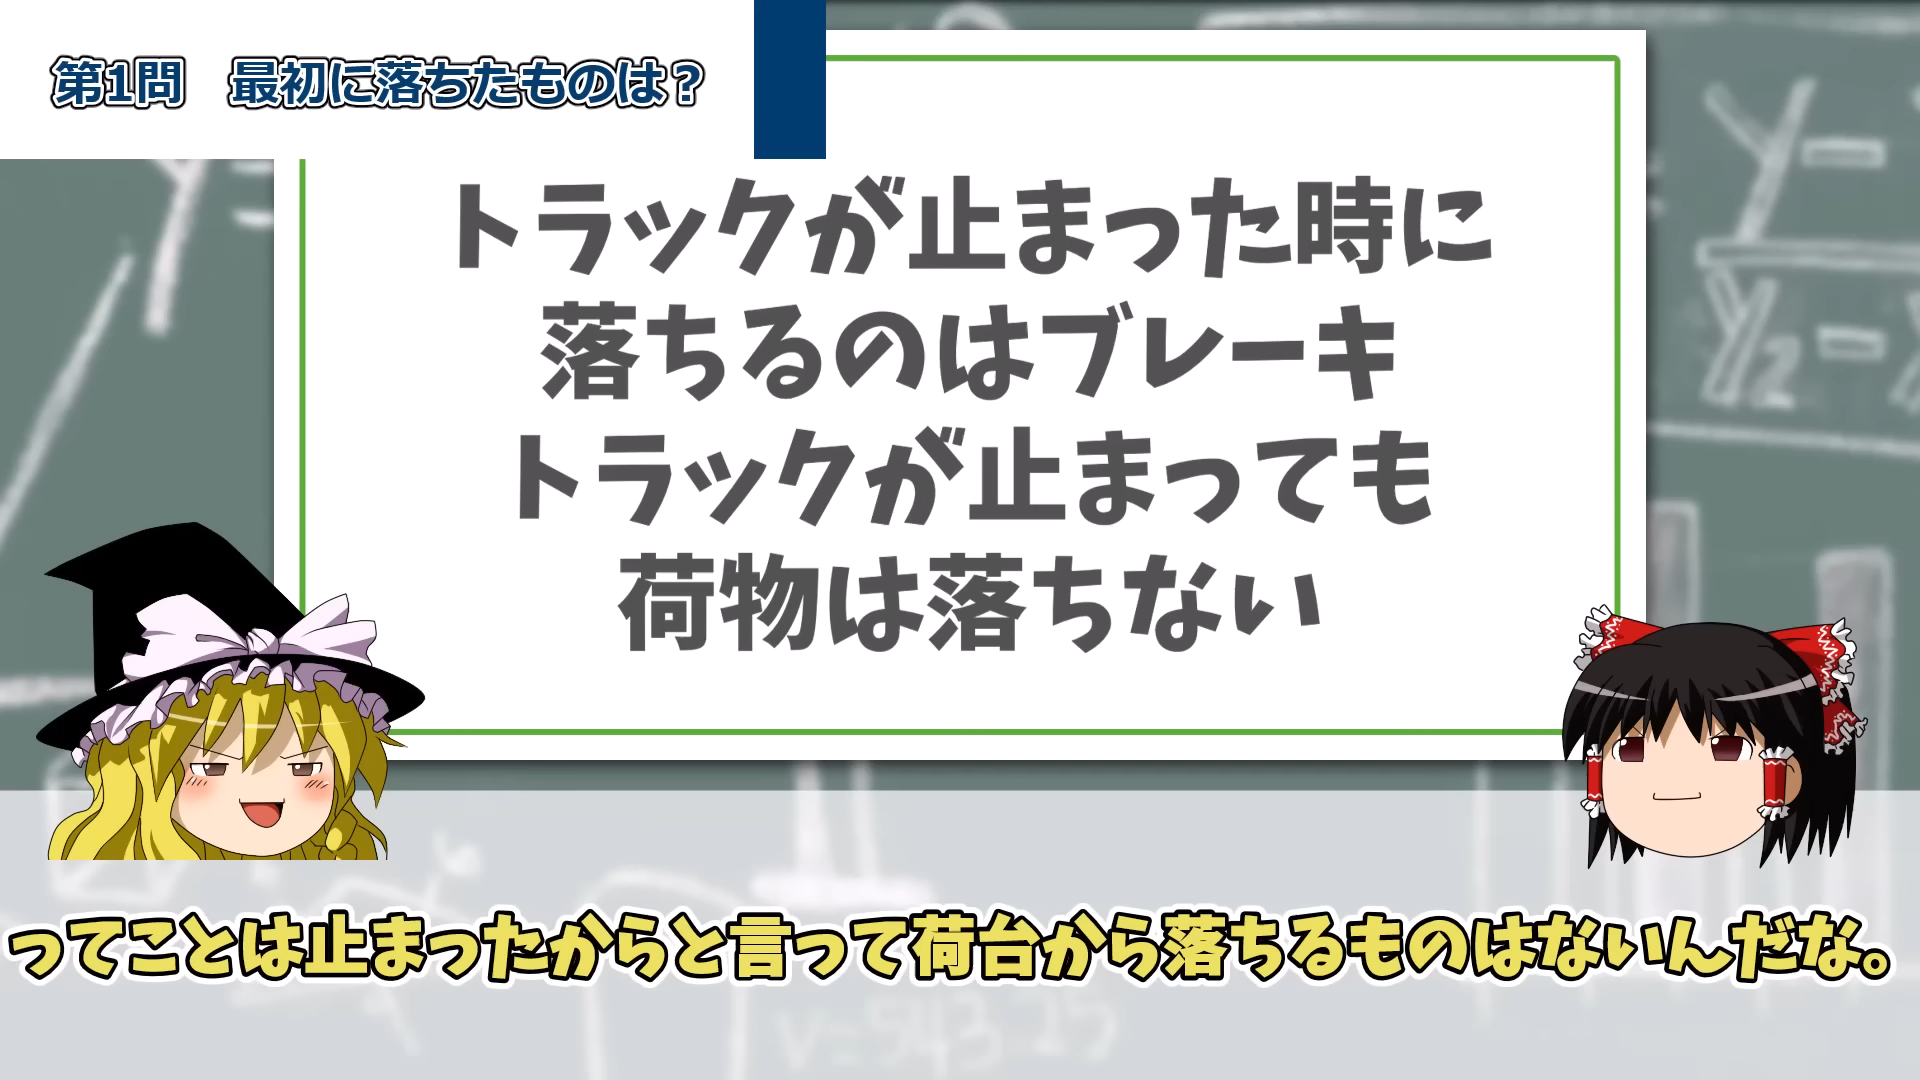 第1問　最初に落ちたものは？
トラックが止まった時に
落ちるのはブレーキ
トラックが止まっても
荷物は落ちない
ってことは止まったからと言って荷台から落ちるものはないんだな。
V=543.25